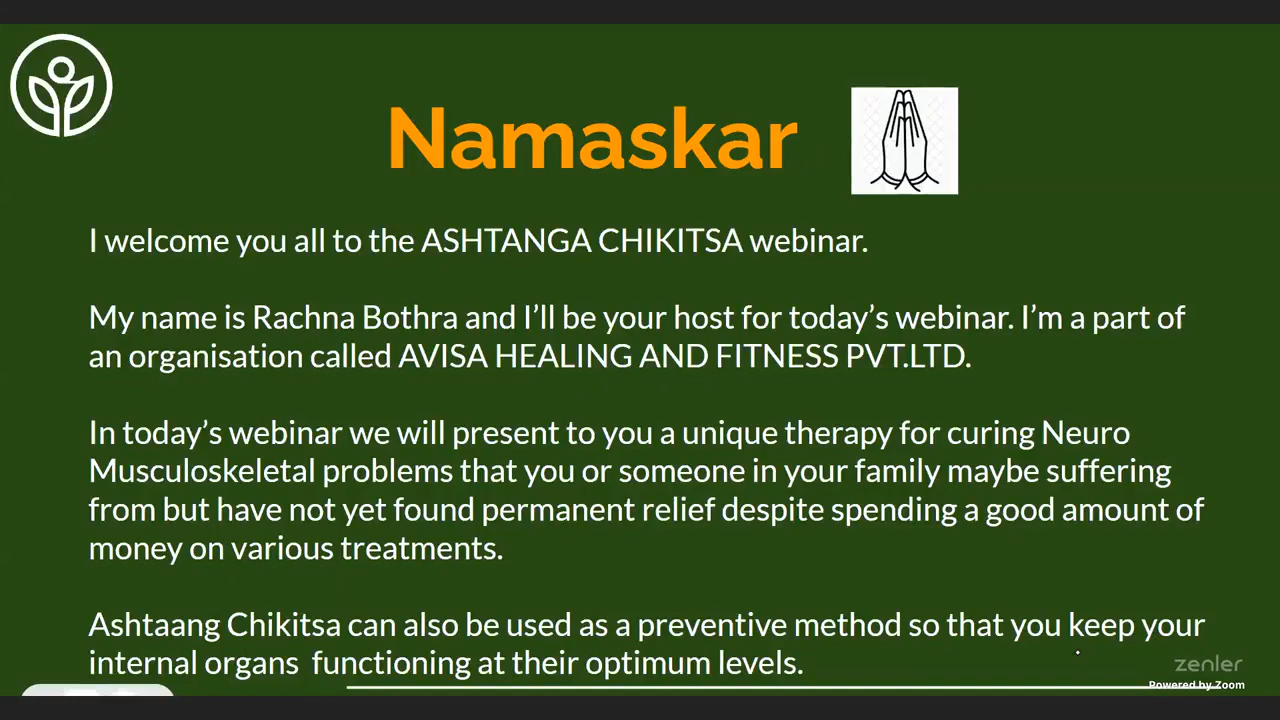 Namaskar
I welcome you all to the ASHTANGA CHIKITSA webinar.
My name is Rachna Bothra and I’ll be your host for today’s webinar. I’m a part of
an organisation called AVISA HEALING AND FITNESS PVT.LTD.
In today’s webinar we will present to you a unique therapy for curing Neuro
Musculoskeletal problems that you or someone in your family maybe suffering
from but have not yet found permanent relief despite spending a good amount of
money on various treatments.
Ashtaang Chikitsa can also be used as a preventive method so that you keep your
internal organs  functioning at their optimum levels.
zenler
Powered by Zoom